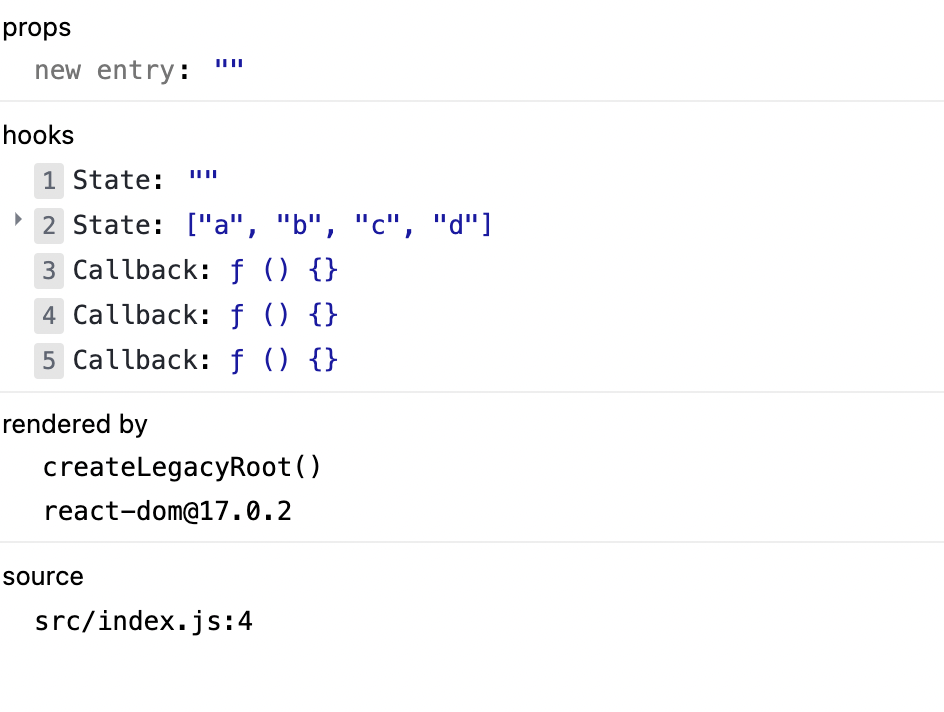 props
new entry: ""
hooks
1 State: ""
2 State: ["a", "b", "c", "d"]
3 Callback: ƒ () {}
4 Callback: ƒ () {}
5 Callback: ƒ () {}
rendered by
createLegacyRoot()
react-dom@17.0.2
source
src/index.js:4